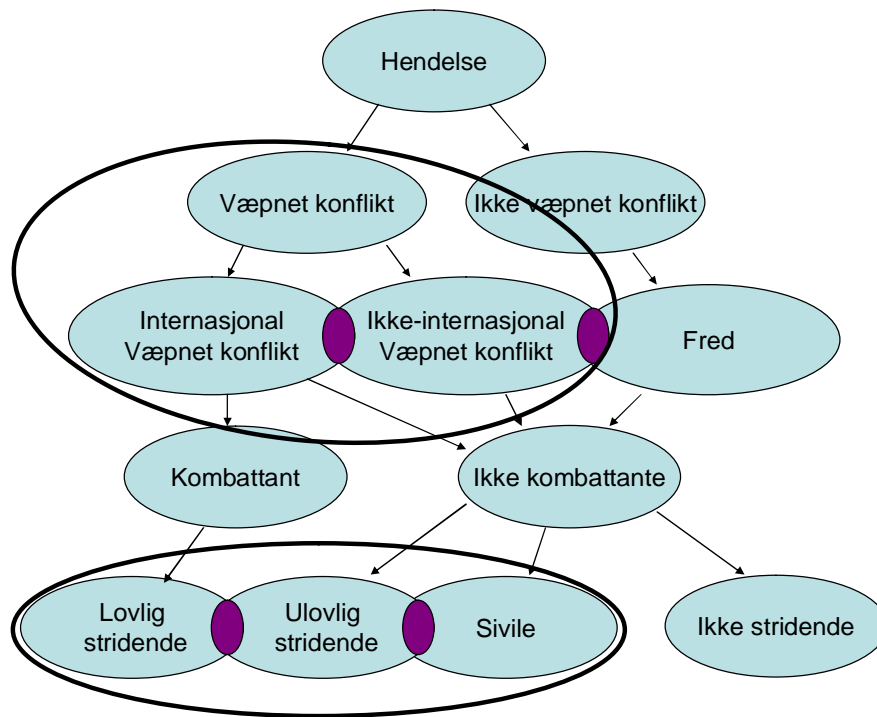 Hendelse
Væpnet konflikt
Ikke væpnet konflikt
Internasjonal
Væpnet konflikt
Ikke-internasjonal
Væpnet konflikt
Fred
Kombattant
Ikke kombattante
Lovlig
stridende
Ulovlig
stridende
Sivile
Ikke stridende